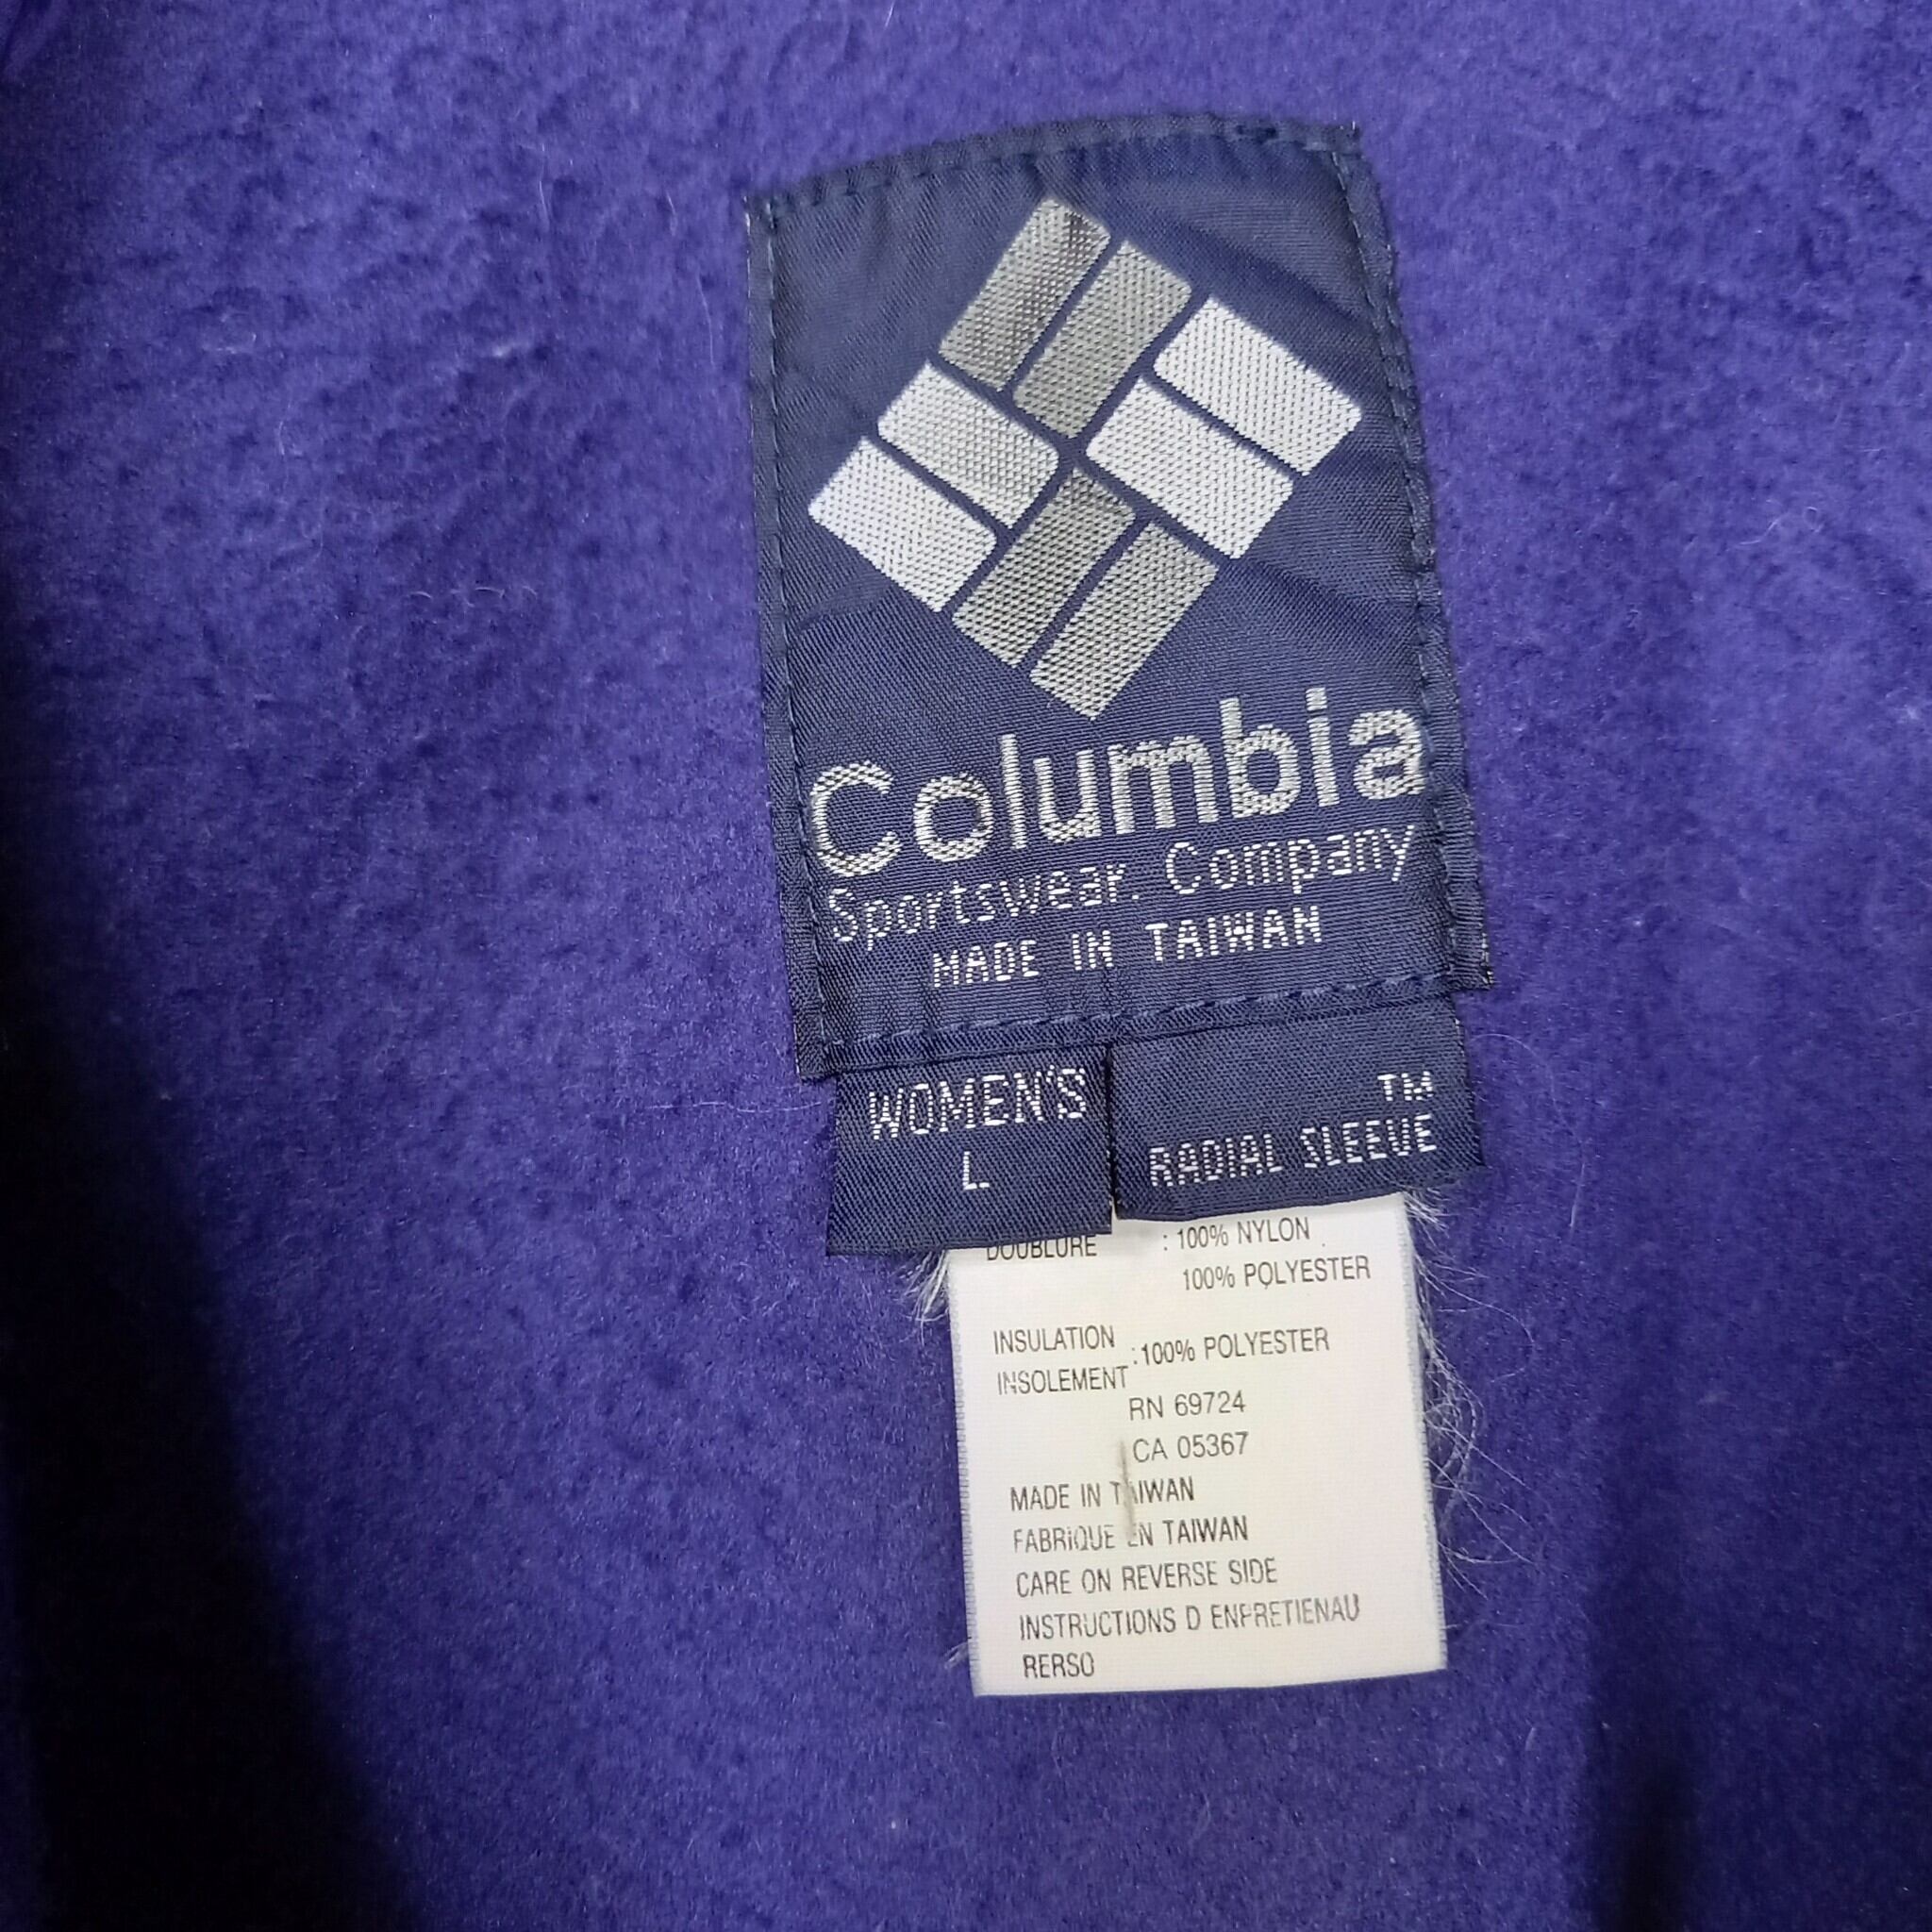 Columbia
Sportswear. Company
MADE IN TAIWAN
WOMEN'S
L.
TM
RADIAL SLEEVE
DOUBLURE : 100% NYLON
100% POLYESTER
INSULATION
:100% POLYESTER
INSOLEMENT
RN 69724
CA 05367
MADE IN TAIWAN
FABRIQUE EN TAIWAN
CARE ON REVERSE SIDE
INSTRUCTIONS D ENFRETIENAU
RERSO